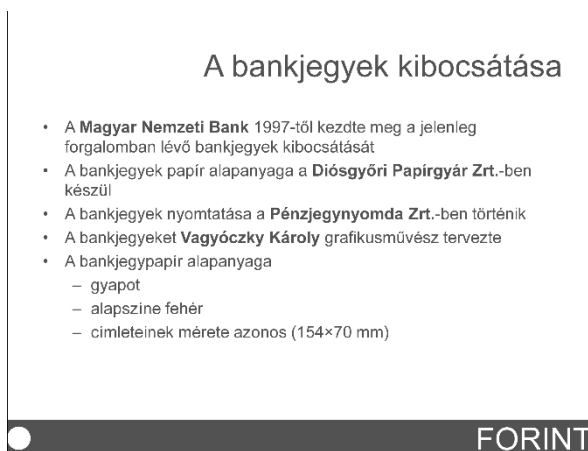 A bankjegyek kibocsátása
• A Magyar Nemzeti Bank 1997-től kezdte meg a jelenleg
forgalomban lévő bankjegyek kibocsátását
• A bankjegyek papír alapanyaga a Diósgyőri Papírgyár Zrt.-ben
készül
• A bankjegyek nyomtatása a Pénzjegynyomda Zrt.-ben történik
• A bankjegyeket Vagyóczky Károly grafikusművész tervezte
• A bankjegypapír alapanyaga
– gyapot
– alapszíne fehér
– címleteinek mérete azonos (154×70 mm)
FORINT